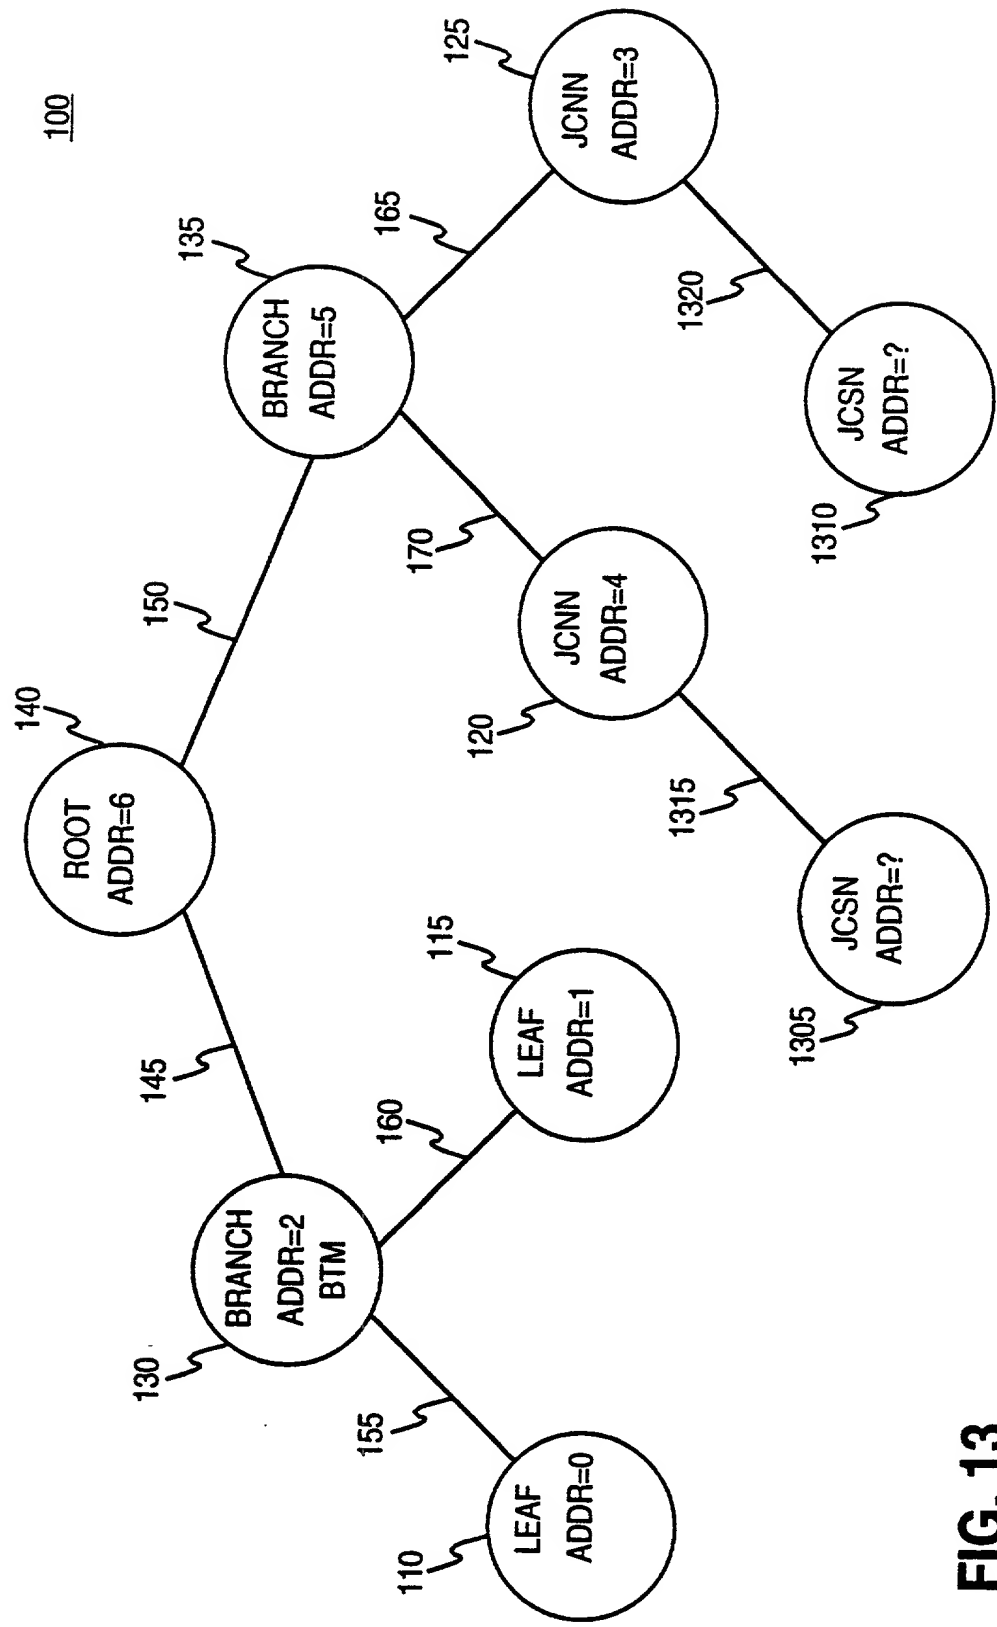 100
140
ROOT
ADDR=6
145
150
130
BRANCH
ADDR=2
BTM
135
BRANCH
ADDR=5
155
160
170
165
110
LEAF
ADDR=0
115
LEAF
ADDR=1
120
JCNN
ADDR=4
125
JCNN
ADDR=3
1315
1320
1305
JCSN
ADDR=?
1310
JCSN
ADDR=?
FIG. 13